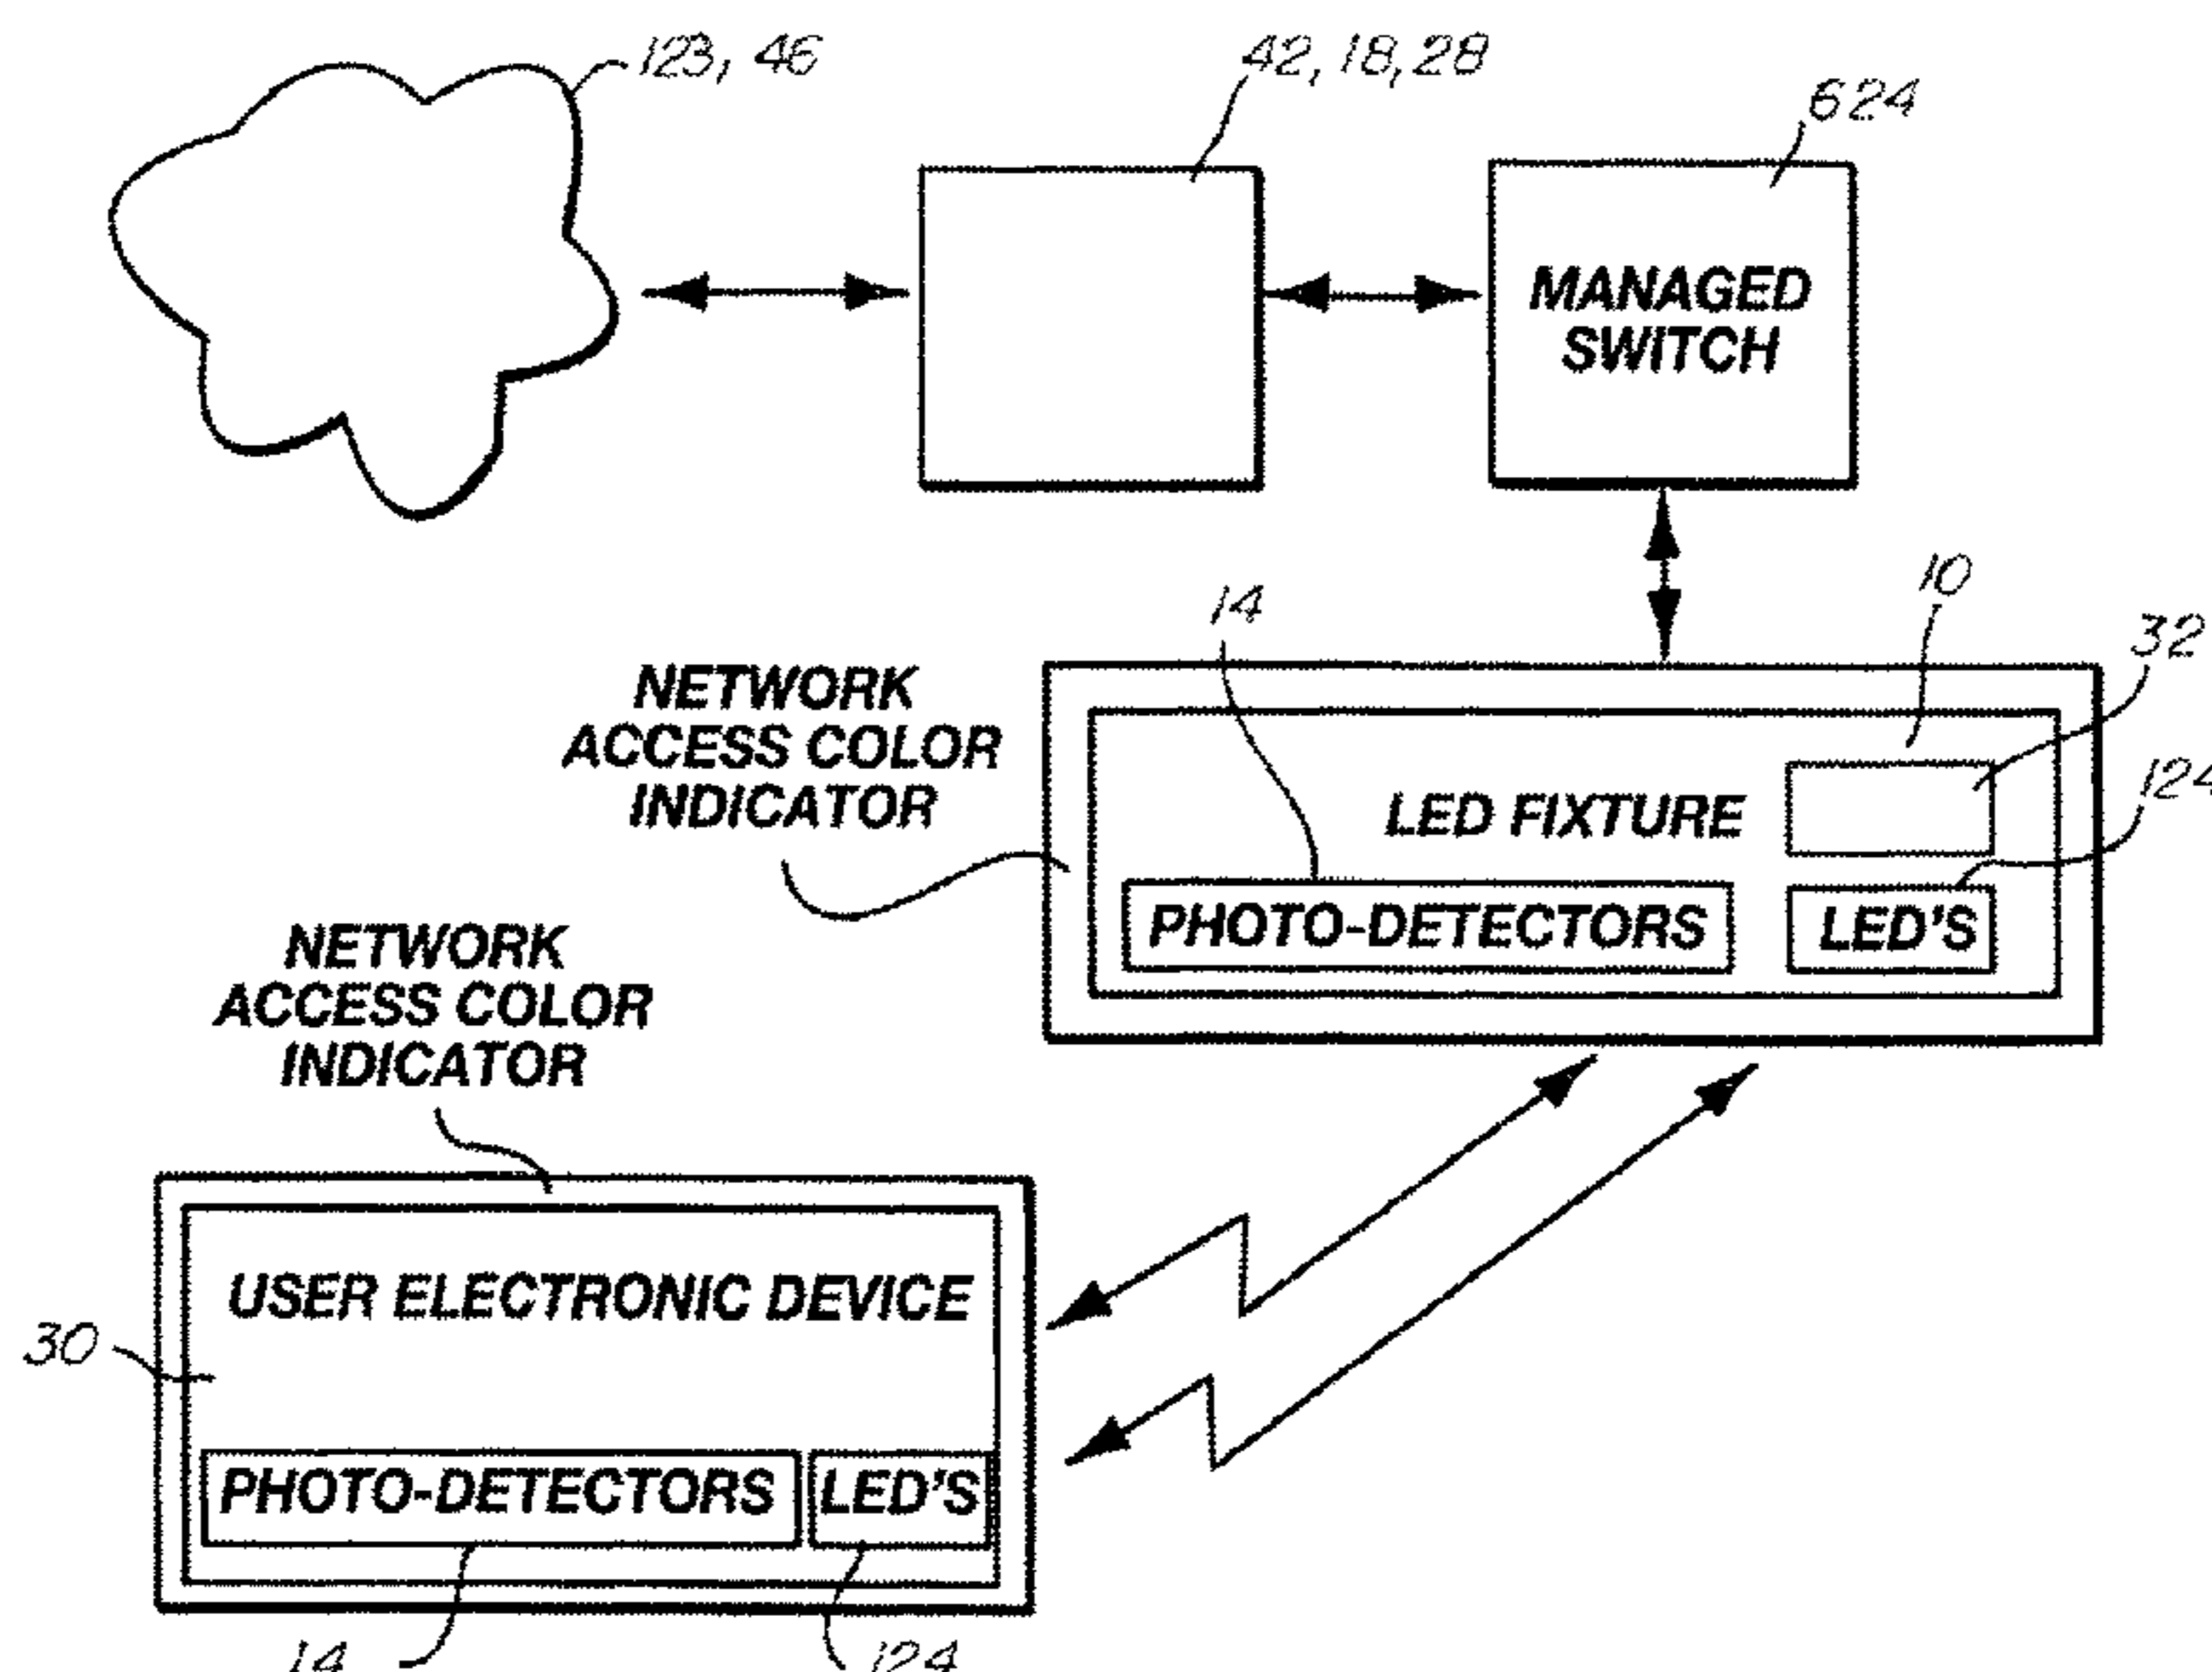 123, 46
42, 18, 28
624
MANAGED
SWITCH
10
14
32
NETWORK
ACCESS COLOR
INDICATOR
124
LED FIXTURE
PHOTO-DETECTORS
LED'S
NETWORK
ACCESS COLOR
INDICATOR
USER ELECTRONIC DEVICE
30
PHOTO-DETECTORS
LED'S
14
124